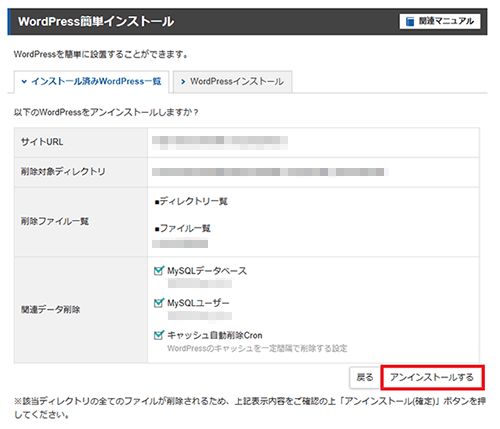 WordPress簡単インストール
関連マニュアル
WordPressを簡単に設置することができます。
インストール済みWordPress一覧
WordPressインストール
以下のWordPressをアンインストールしますか？
サイトURL
削除対象ディレクトリ
削除ファイル一覧
■ディレクトリ一覧
■ファイル一覧
関連データ削除
MySQLデータベース
MySQLユーザー
キャッシュ自動削除Cron
WordPressのキャッシュを一定間隔で削除する設定
戻る
アンインストールする
※該当ディレクトリの全てのファイルが削除されるため、上記表示内容をご確認の上「アンインストール(確定)」ボタンを押
してください。